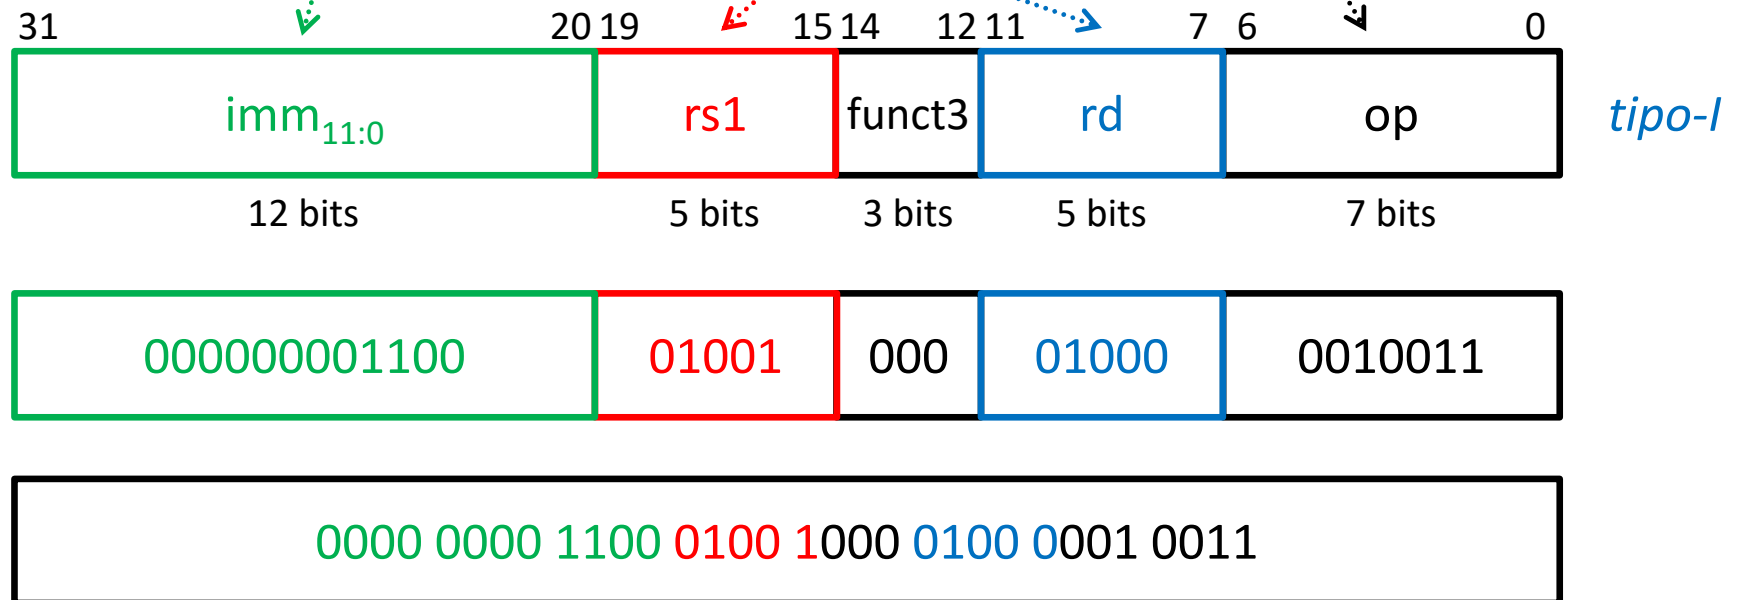 31 20 19 15 14 12 11 7 6 0
imm11:0 rs1 funct3 rd op tipo-I
12 bits 5 bits 3 bits 5 bits 7 bits
000000001100 01001 000 01000 0010011
0000 0000 1100 0100 1000 0100 0001 0011